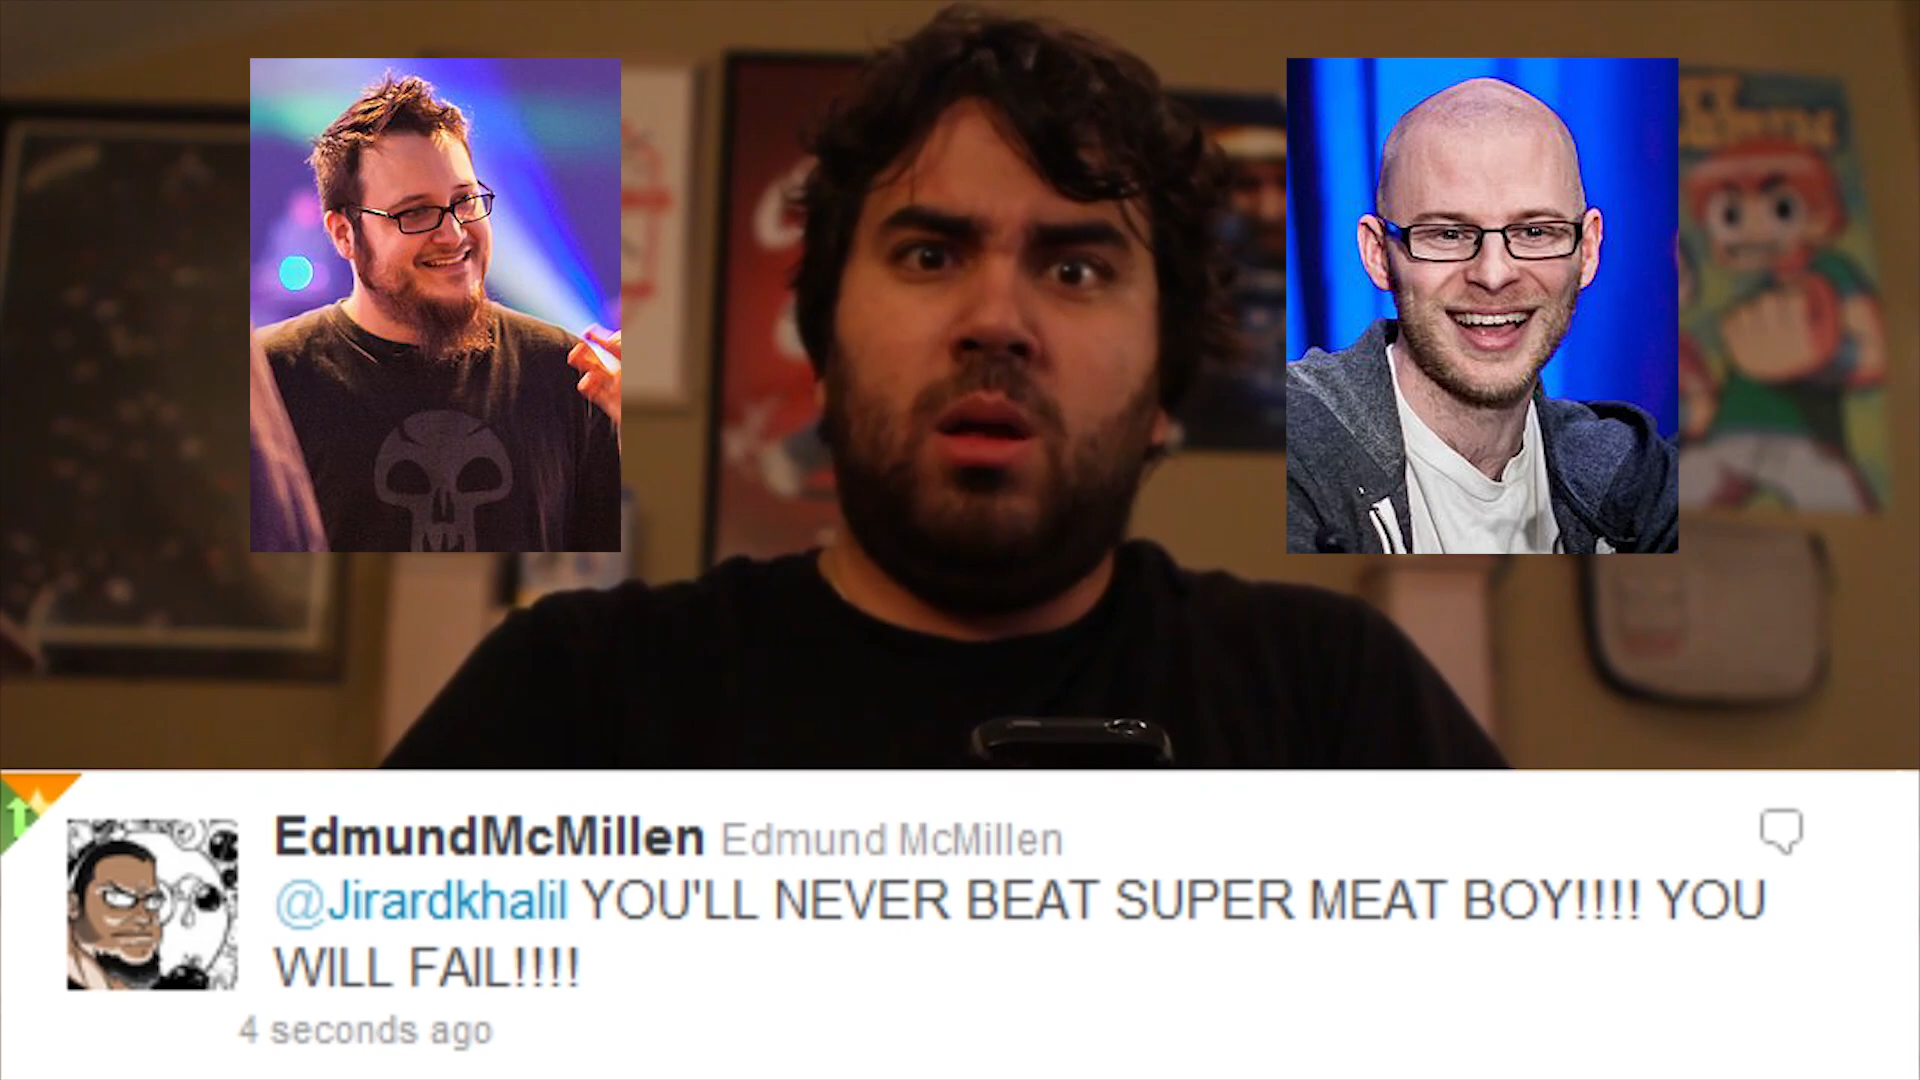 EdmundMcMillen Edmund McMillen
@Jirardkhalil YOU'LL NEVER BEAT SUPER MEAT BOY!!!! YOU
WILL FAIL!!!!
4 seconds ago